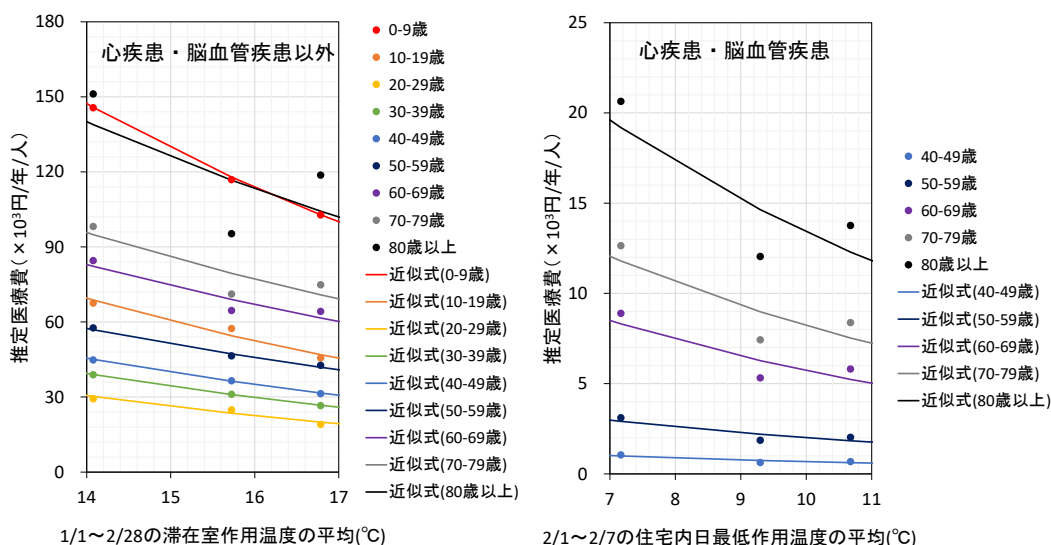 心疾患・脳血管疾患以外
推定医療費(×10³円/年/人)
180
150
120
90
60
30
0
14
15
16
17
1/1～2/28の滞在室作用温度の平均(℃)
0-9歳
10-19歳
20-29歳
30-39歳
40-49歳
50-59歳
60-69歳
70-79歳
80歳以上
近似式(0-9歳)
近似式(10-19歳)
近似式(20-29歳)
近似式(30-39歳)
近似式(40-49歳)
近似式(50-59歳)
近似式(60-69歳)
近似式(70-79歳)
近似式(80歳以上)
心疾患・脳血管疾患
推定医療費(×10³円/年/人)
25
20
15
10
5
0
7
8
9
10
11
2/1～2/7の住宅内日最低作用温度の平均(℃)
40-49歳
50-59歳
60-69歳
70-79歳
80歳以上
近似式(40-49歳)
近似式(50-59歳)
近似式(60-69歳)
近似式(70-79歳)
近似式(80歳以上)